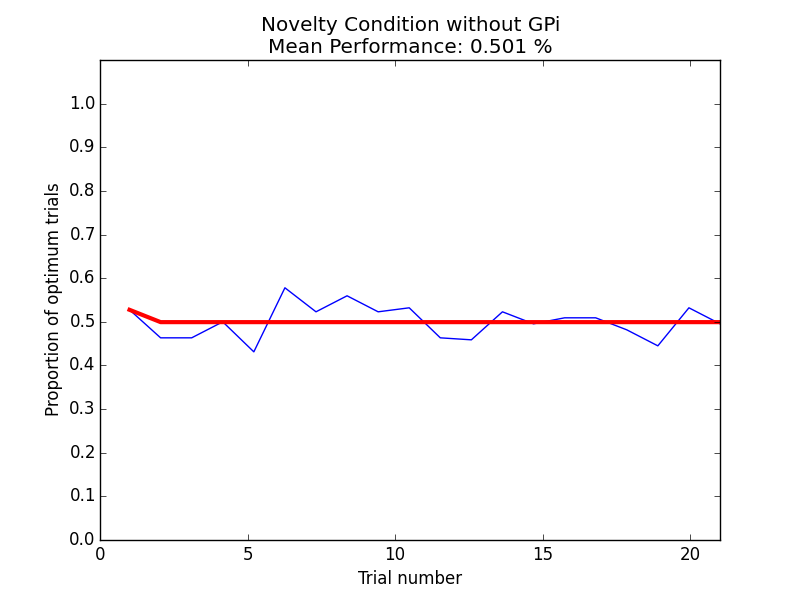 Novelty Condition without GPi
Mean Performance: 0.501 %
Proportion of optimum trials
1.0
0.9
0.8
0.7
0.6
0.5
0.4
0.3
0.2
0.1
0.0
0 5 10 15 20
Trial number